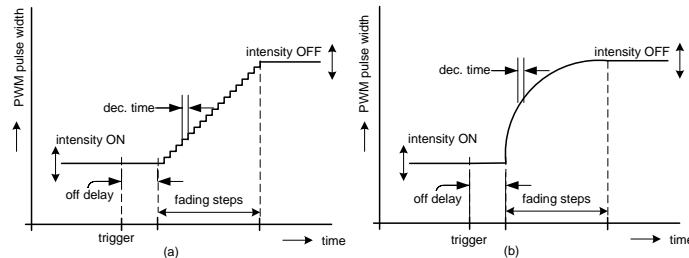 PWM pulse width
intensity OFF
dec. time
intensity ON
off delay
fading steps
trigger
time
(a)
PWM pulse width
intensity OFF
dec. time
intensity ON
off delay
fading steps
trigger
time
(b)